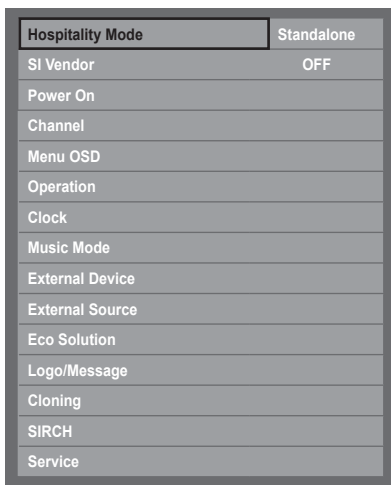 Hospitality Mode Standalone
SI Vendor OFF
Power On
Channel
Menu OSD
Operation
Clock
Music Mode
External Device
External Source
Eco Solution
Logo/Message
Cloning
SIRCH
Service